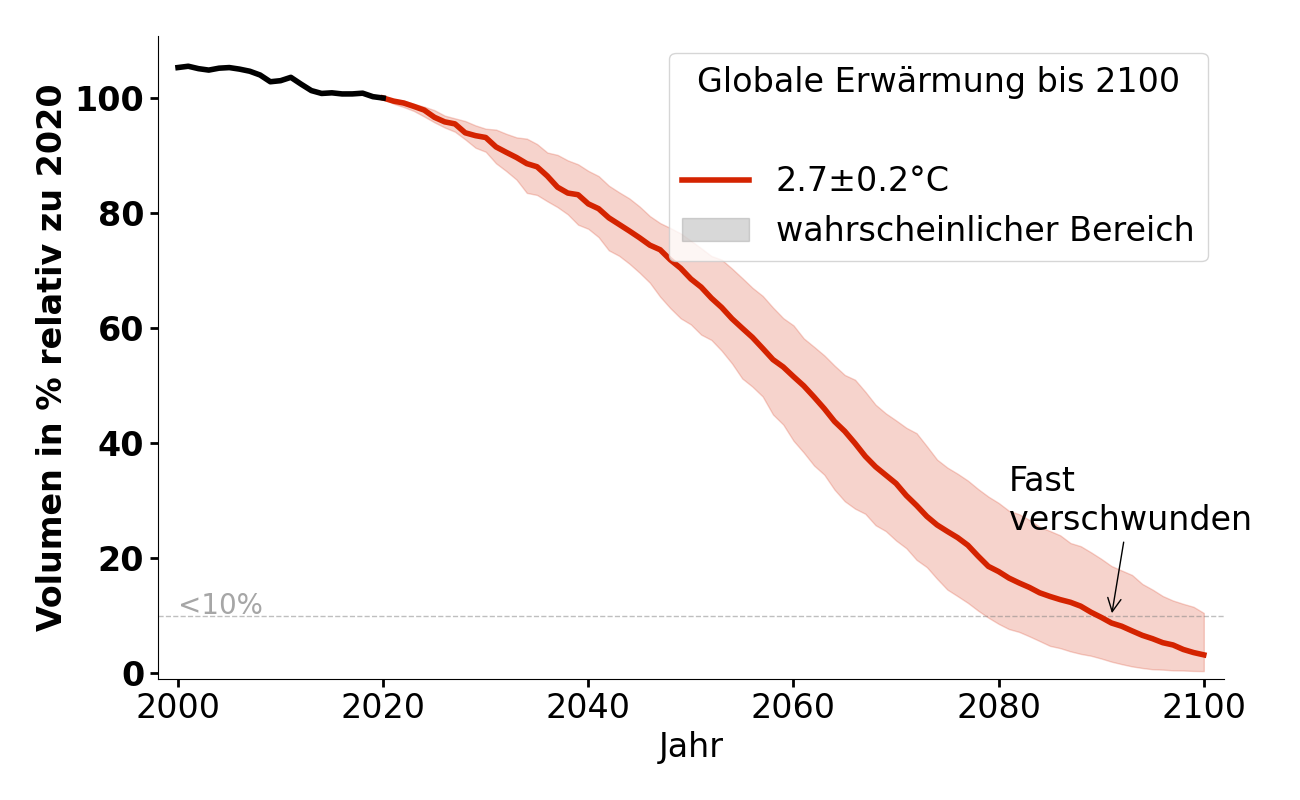 Volumen in % relativ zu 2020
100
80
60
40
20
0
Globale Erwärmung bis 2100
2.7±0.2°C
wahrscheinlicher Bereich
Fast
verschwunden
<10%
2000 2020 2040 2060 2080 2100
Jahr